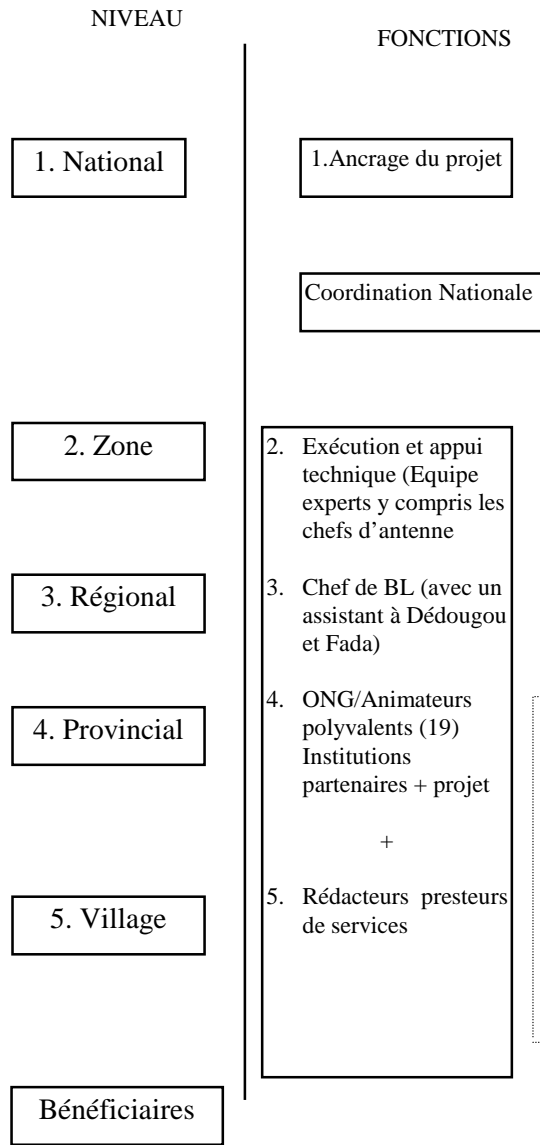 NIVEAU
FONCTIONS
1. National
1.Ancrage du projet
Coordination Nationale
2. Zone
2. Exécution et appui
technique (Equipe
experts y compris les
chefs d'antenne
3. Régional
3. Chef de BL (avec un
assistant à Dédougou
et Fada)
4. Provincial
4. ONG/Animateurs
polyvalents (19)
Institutions
partenaires + projet
+
5. Village
5. Rédacteurs presteurs
de services
Bénéficiaires